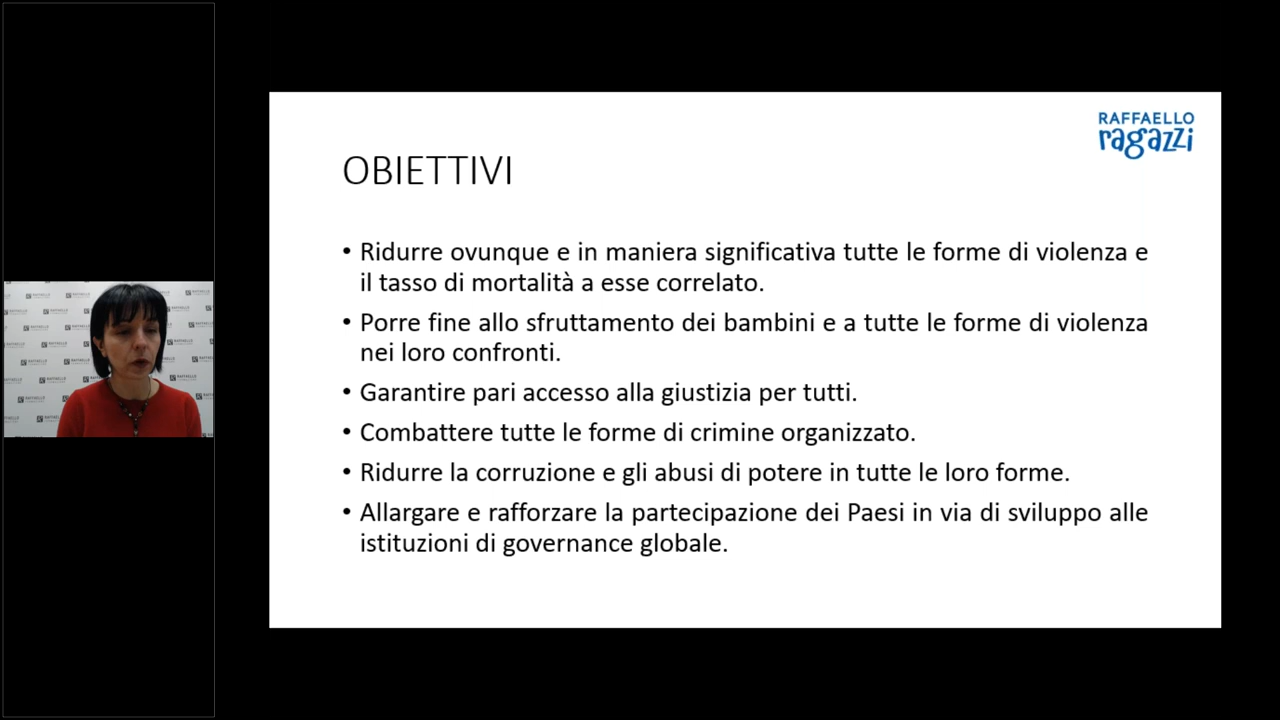 RAFFAELLO
ragazzi
OBIETTIVI
• Ridurre ovunque e in maniera significativa tutte le forme di violenza e
il tasso di mortalità a esse correlato.
• Porre fine allo sfruttamento dei bambini e a tutte le forme di violenza
nei loro confronti.
• Garantire pari accesso alla giustizia per tutti.
• Combattere tutte le forme di crimine organizzato.
• Ridurre la corruzione e gli abusi di potere in tutte le loro forme.
• Allargare e rafforzare la partecipazione dei Paesi in via di sviluppo alle
istituzioni di governance globale.